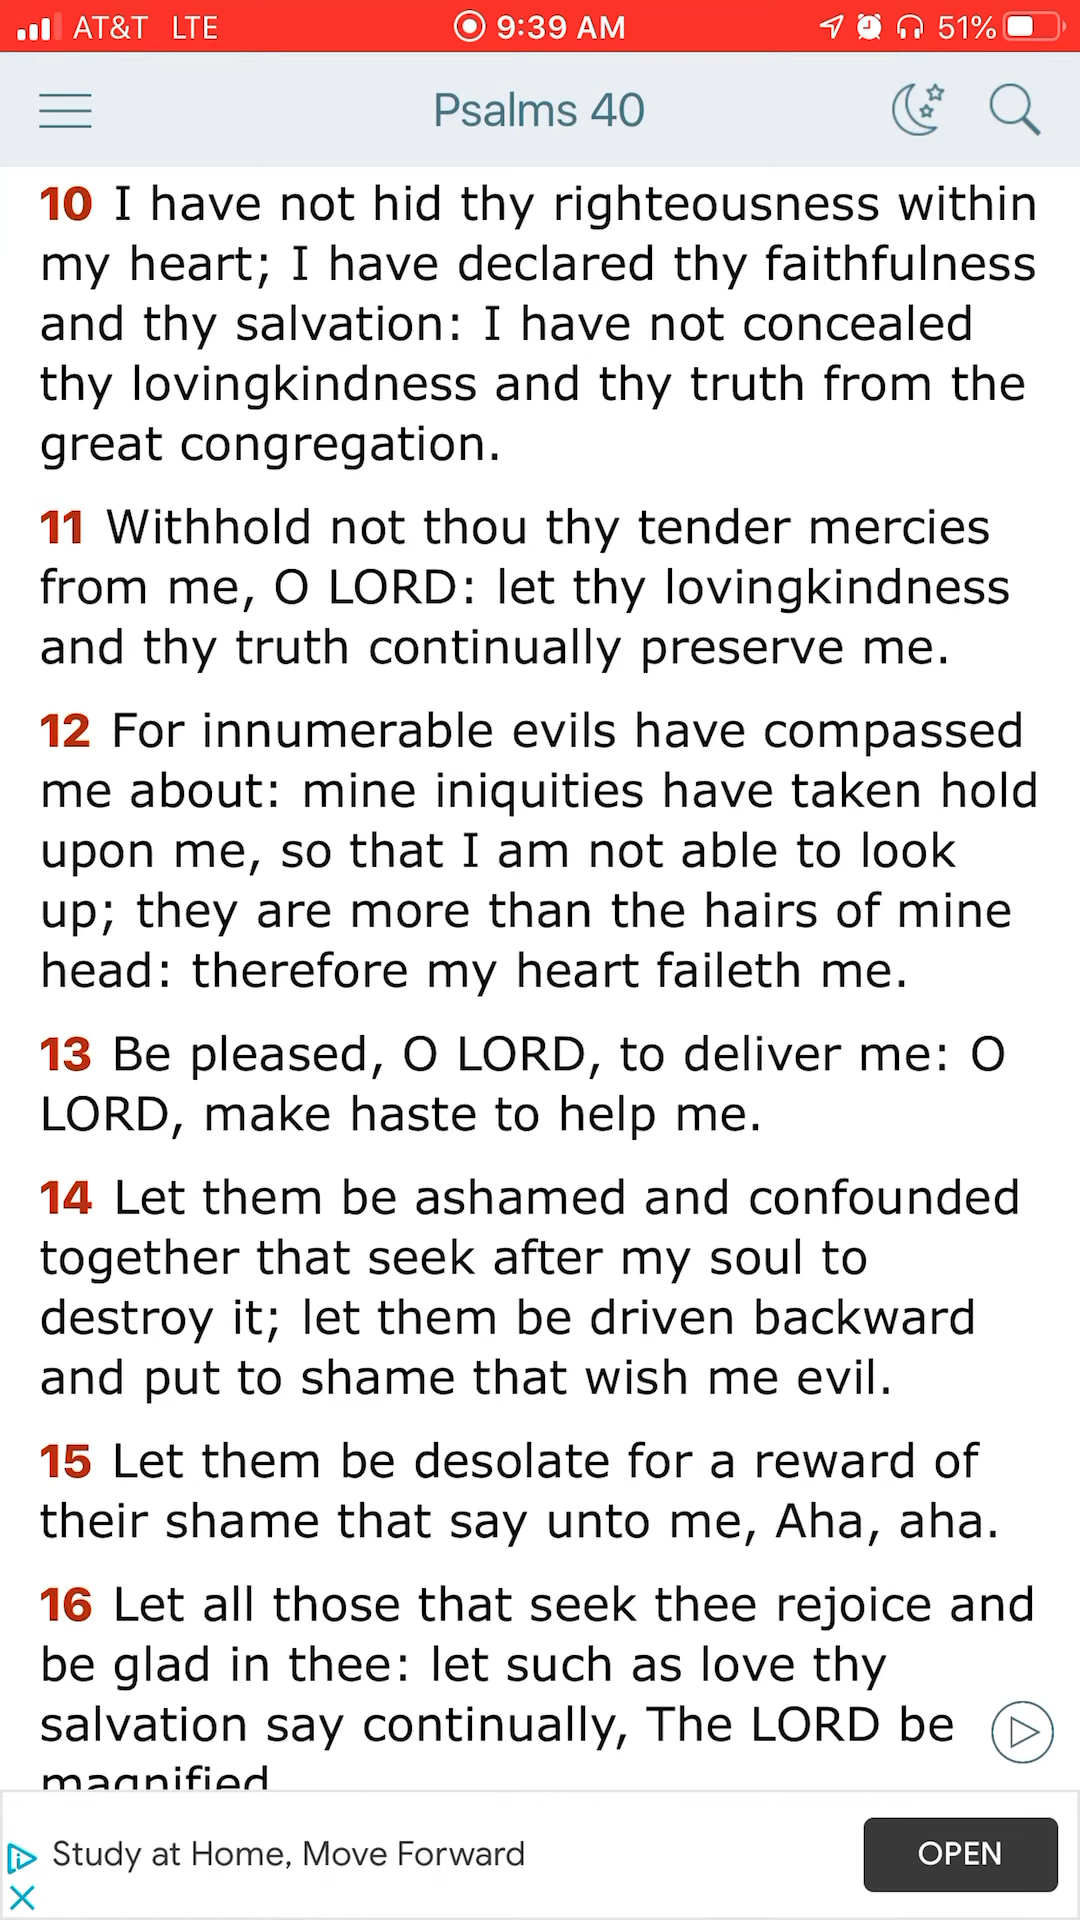 AT&T LTE 9:39 AM 51%
Psalms 40
10 I have not hid thy righteousness within
my heart; I have declared thy faithfulness
and thy salvation: I have not concealed
thy lovingkindness and thy truth from the
great congregation.
11 Withhold not thou thy tender mercies
from me, O LORD: let thy lovingkindness
and thy truth continually preserve me.
12 For innumerable evils have compassed
me about: mine iniquities have taken hold
upon me, so that I am not able to look
up; they are more than the hairs of mine
head: therefore my heart faileth me.
13 Be pleased, O LORD, to deliver me: O
LORD, make haste to help me.
14 Let them be ashamed and confounded
together that seek after my soul to
destroy it; let them be driven backward
and put to shame that wish me evil.
15 Let them be desolate for a reward of
their shame that say unto me, Aha, aha.
16 Let all those that seek thee rejoice and
be glad in thee: let such as love thy
salvation say continually, The LORD be
magnified
Study at Home, Move Forward
OPEN